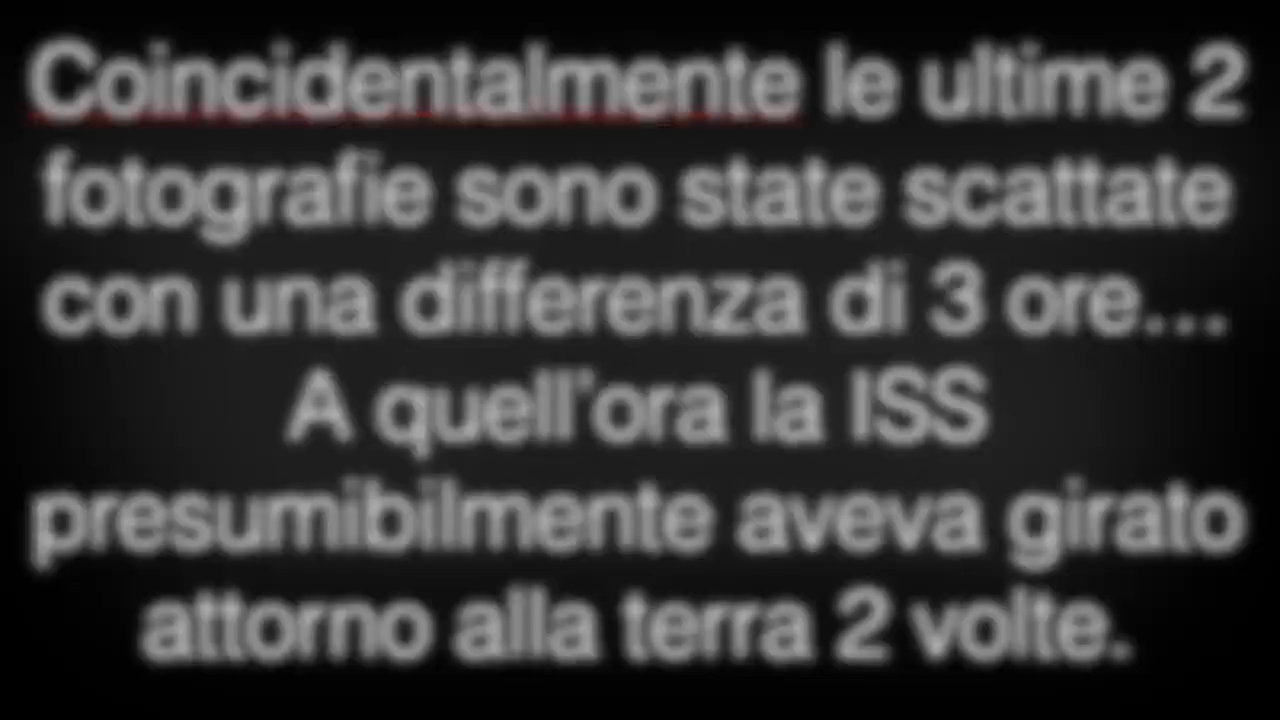 Coincidentalmente le ultime 2
fotografie sono state scattate
con una differenza di 3 ore...
A quell'ora la ISS
presumibilmente aveva girato
attorno alla terra 2 volte.